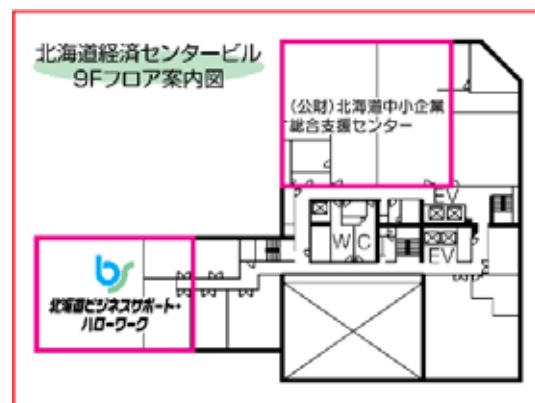 北海道経済センタービル
9Fフロア案内図
(公財)北海道中小企業
総合支援センター
EV
WC
EV
bs
北海道ビジネスサポート・
ハローワーク